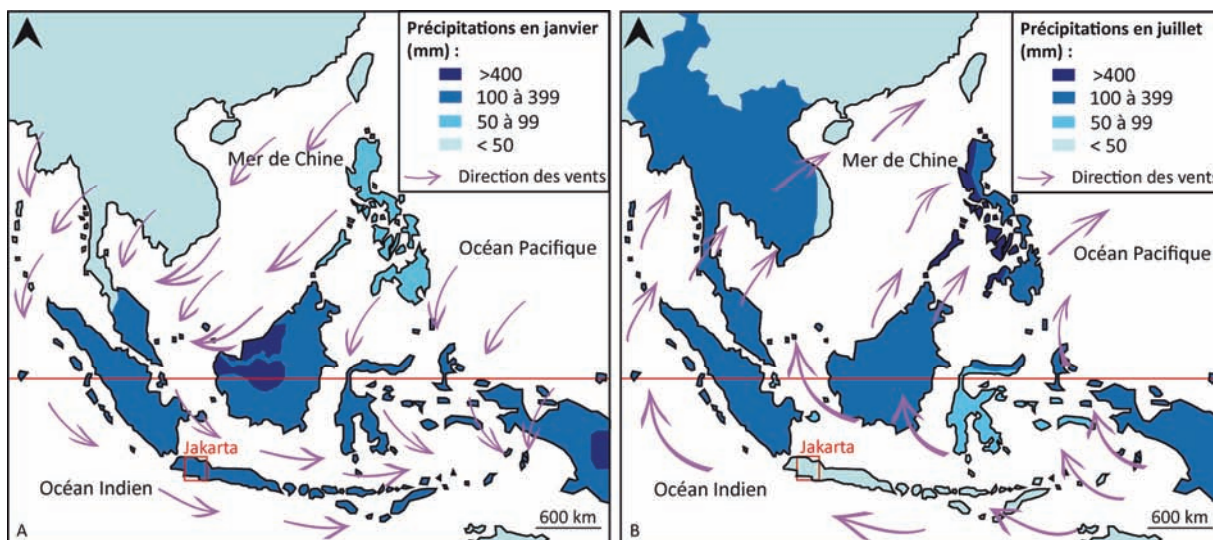 Précipitations en janvier
(mm) :
>400
100 à 399
50 à 99
< 50
Direction des vents
Mer de Chine
Océan Pacifique
Jakarta
Océan Indien
A
600 km
Précipitations en juillet
(mm) :
>400
100 à 399
50 à 99
< 50
Direction des vents
Mer de Chine
Océan Pacifique
Jakarta
Océan Indien
B
600 km